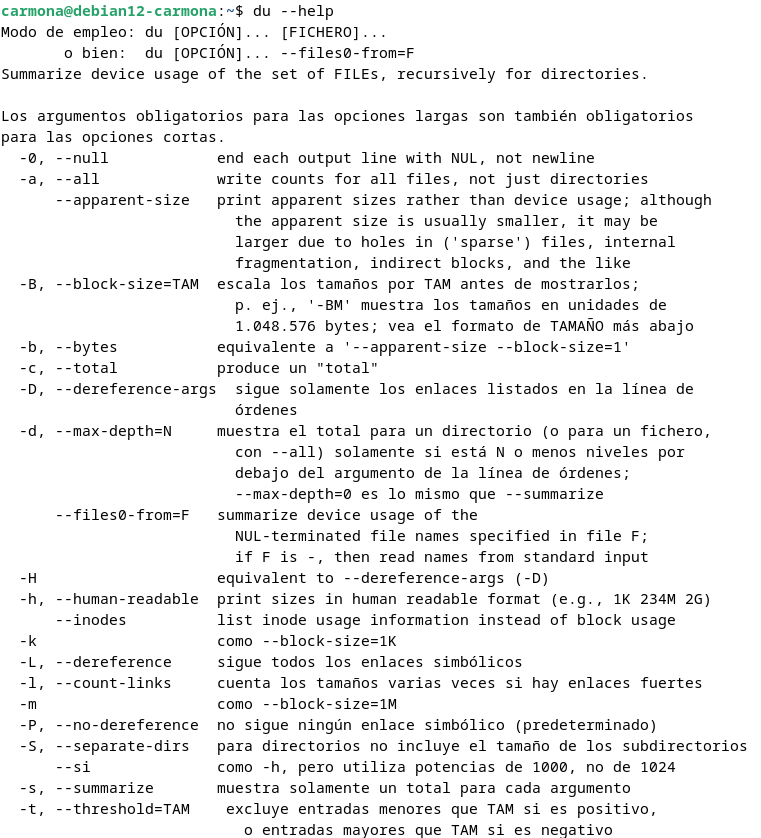 carmona@debian12-carmona:~$ du --help
Modo de empleo: du [OPCIÓN]... [FICHERO]...
       o bien:  du [OPCIÓN]... --files0-from=F
Summarize device usage of the set of FILEs, recursively for directories.

Los argumentos obligatorios para las opciones largas son también obligatorios
para las opciones cortas.
  -0, --null            end each output line with NUL, not newline
  -a, --all             write counts for all files, not just directories
      --apparent-size   print apparent sizes rather than device usage; although
                          the apparent size is usually smaller, it may be
                          larger due to holes in ('sparse') files, internal
                          fragmentation, indirect blocks, and the like
  -B, --block-size=TAM  escala los tamaños por TAM antes de mostrarlos;
                          p. ej., '-BM' muestra los tamaños en unidades de
                          1.048.576 bytes; vea el formato de TAMAÑO más abajo
  -b, --bytes           equivalente a '--apparent-size --block-size=1'
  -c, --total           produce un "total"
  -D, --dereference-args  sigue solamente los enlaces listados en la línea de
                          órdenes
  -d, --max-depth=N     muestra el total para un directorio (o para un fichero,
                          con --all) solamente si está N o menos niveles por
                          debajo del argumento de la línea de órdenes;
                          --max-depth=0 es lo mismo que --summarize
      --files0-from=F   summarize device usage of the
                          NUL-terminated file names specified in file F;
                          if F is -, then read names from standard input
  -H                    equivalent to --dereference-args (-D)
  -h, --human-readable  print sizes in human readable format (e.g., 1K 234M 2G)
      --inodes          list inode usage information instead of block usage
  -k                    como --block-size=1K
  -L, --dereference     sigue todos los enlaces simbólicos
  -l, --count-links     cuenta los tamaños varias veces si hay enlaces fuertes
  -m                    como --block-size=1M
  -P, --no-dereference  no sigue ningún enlace simbólico (predeterminado)
  -S, --separate-dirs   para directorios no incluye el tamaño de los subdirectorios
      --si              como -h, pero utiliza potencias de 1000, no de 1024
  -s, --summarize       muestra solamente un total para cada argumento
  -t, --threshold=TAM    excluye entradas menores que TAM si es positivo,
                           o entradas mayores que TAM si es negativo